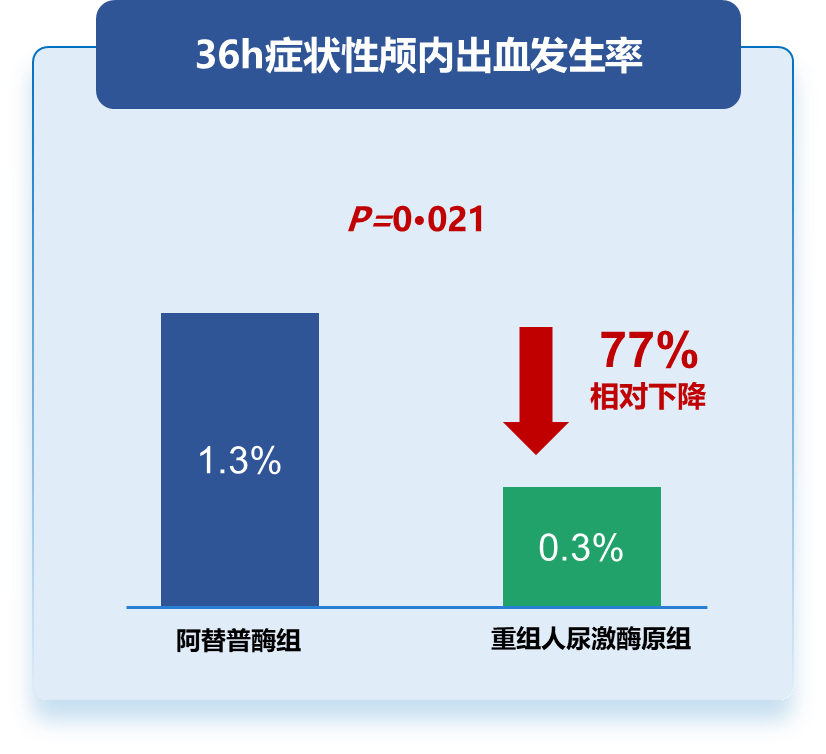 36h症状性颅内出血发生率
P=0·021
77%
相对下降
1.3%
0.3%
阿替普酶组
重组人尿激酶原组